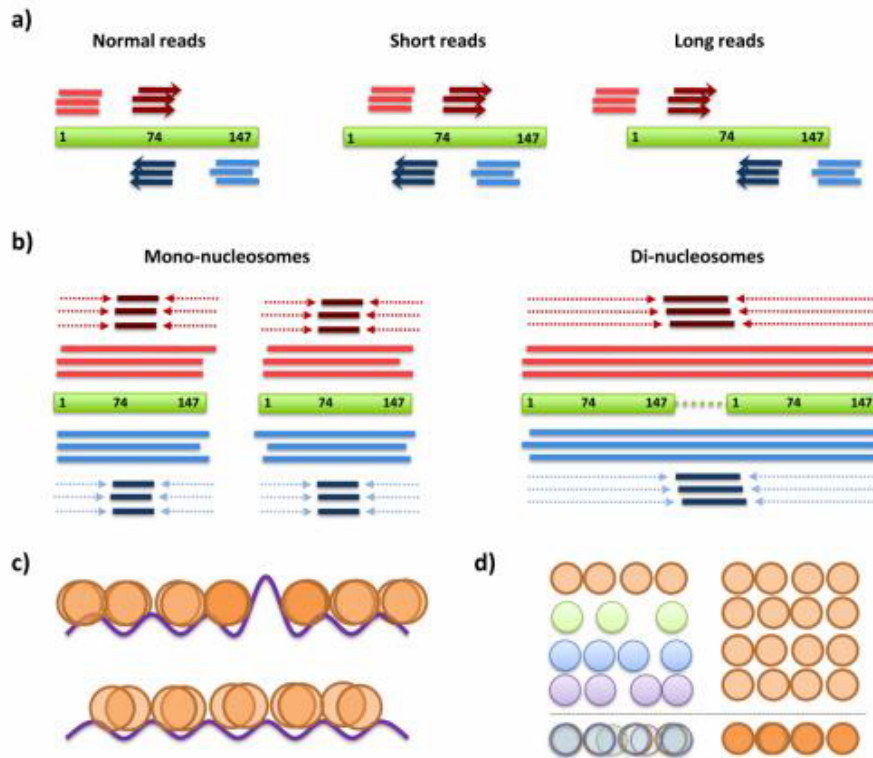 a)
Normal reads
Short reads
Long reads
1 74 147
1 74 147
1 74 147
b)
Mono-nucleosomes
Di-nucleosomes
1 74 147
1 74 147
1 74 147
1 74 147
c)
d)